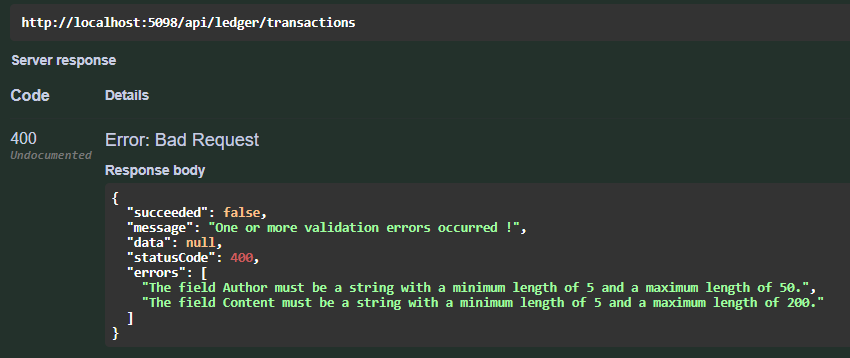 http://localhost:5098/api/ledger/transactions
Server response
Code Details
400 Error: Bad Request
Undocumented
Response body
{
  "succeeded": false,
  "message": "One or more validation errors occurred !",
  "data": null,
  "statusCode": 400,
  "errors": [
    "The field Author must be a string with a minimum length of 5 and a maximum length of 50.",
    "The field Content must be a string with a minimum length of 5 and a maximum length of 200."
  ]
}